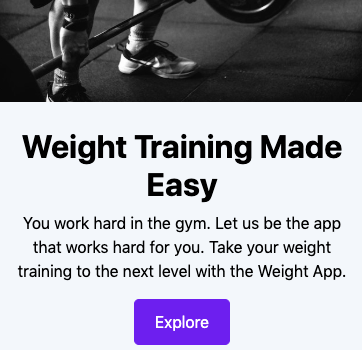 Weight Training Made
Easy
You work hard in the gym. Let us be the app
that works hard for you. Take your weight
training to the next level with the Weight App.
Explore